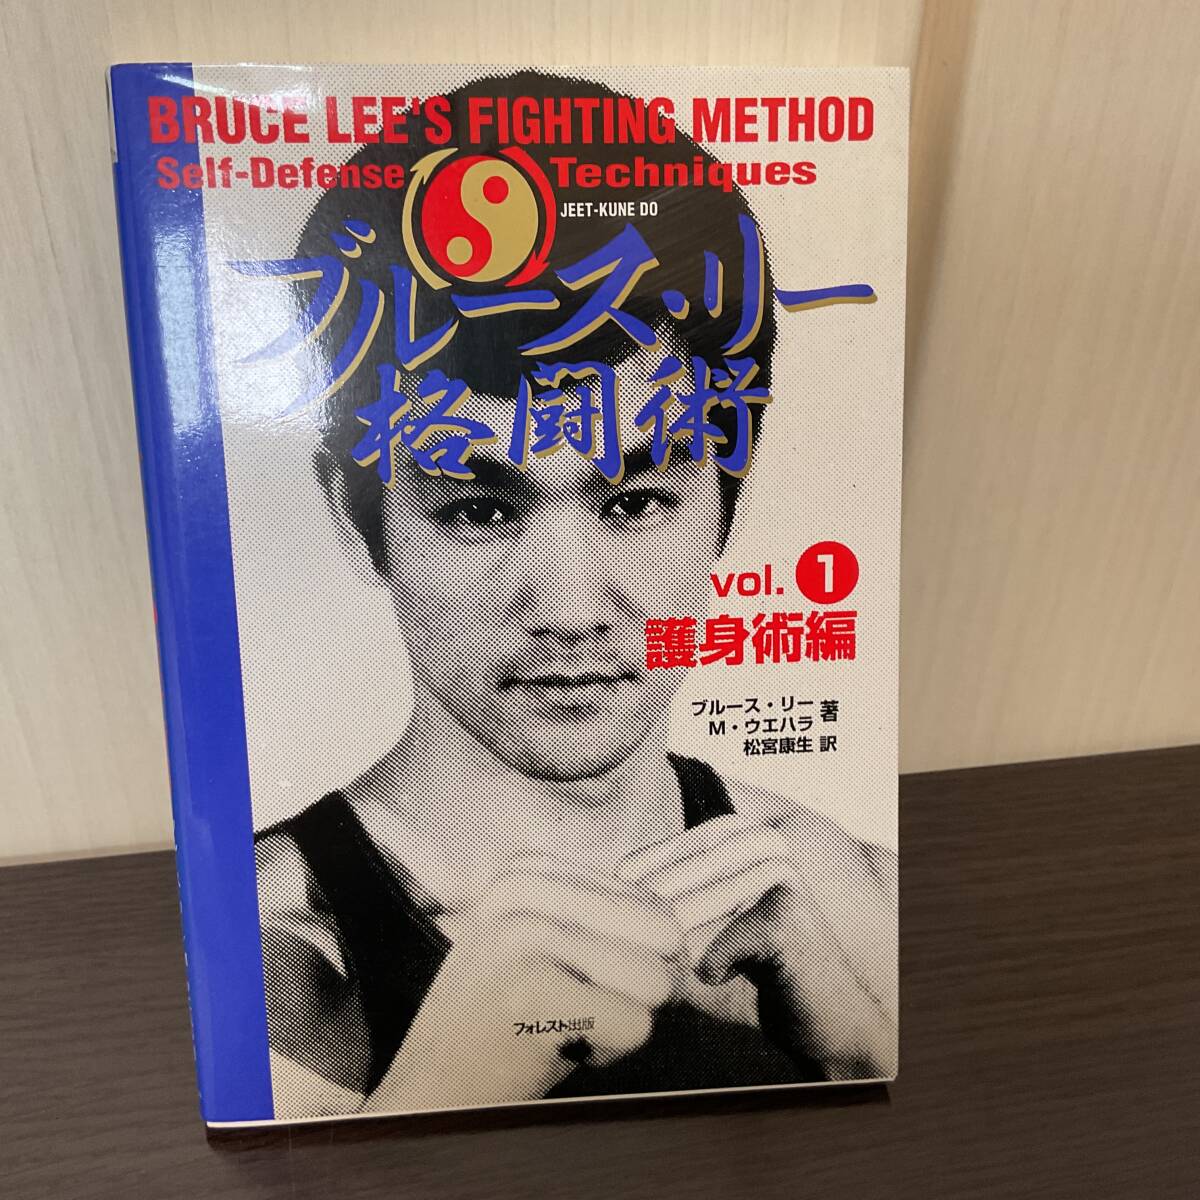 BRUCE LEE'S FIGHTING METHOD
Self-Defense Techniques
JEET-KUNE DO
ブルース・リー
格闘術
vol. 1
護身術編
ブルース・リー 著
M・ウエハラ
松宮康生 訳
フォレスト出版